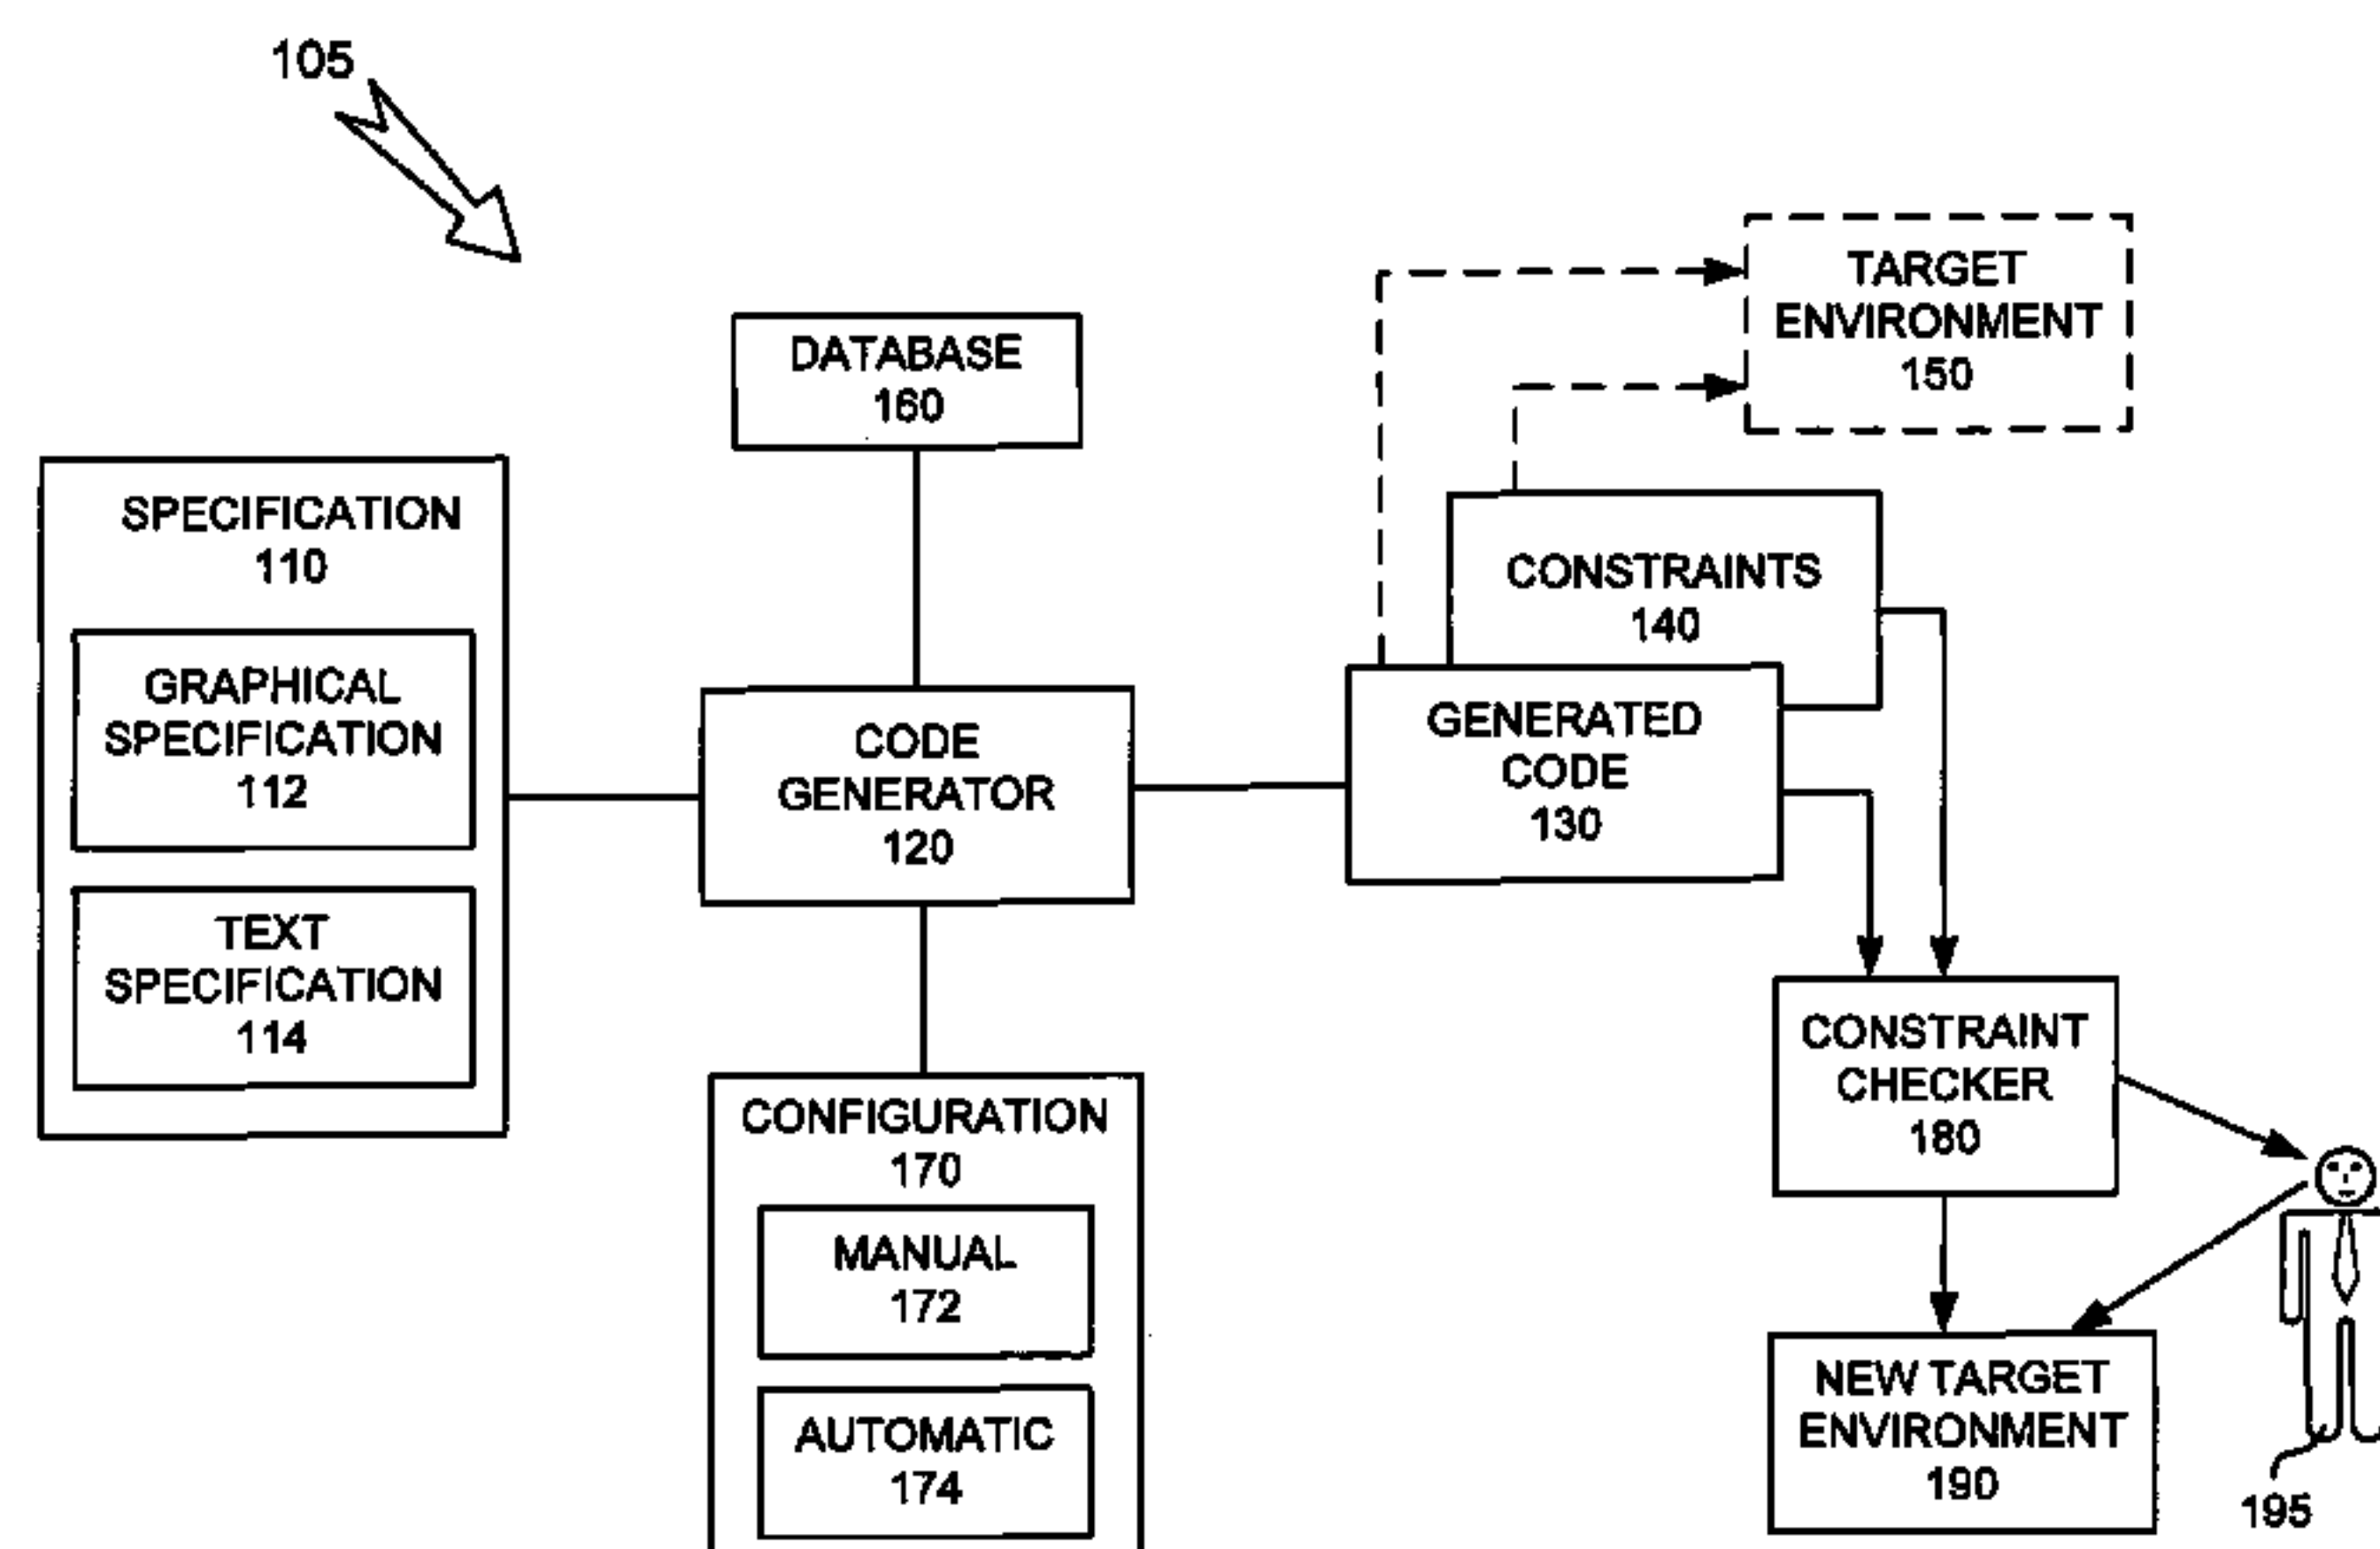 105
TARGET
ENVIRONMENT
150
DATABASE
160
SPECIFICATION
110
GRAPHICAL
SPECIFICATION
112
TEXT
SPECIFICATION
114
CODE
GENERATOR
120
CONSTRAINTS
140
GENERATED
CODE
130
CONFIGURATION
170
MANUAL
172
AUTOMATIC
174
CONSTRAINT
CHECKER
180
NEW TARGET
ENVIRONMENT
190
195